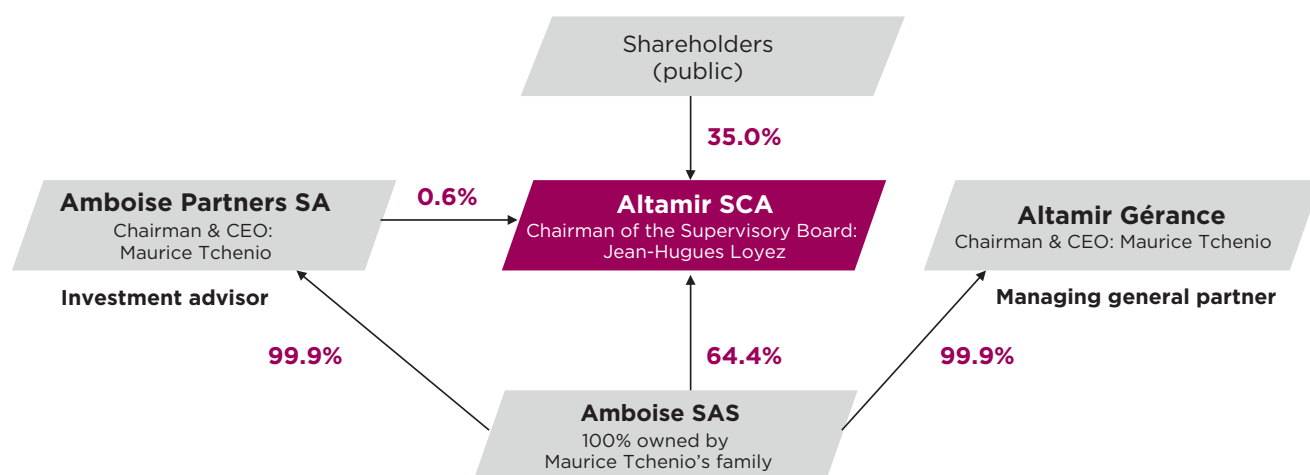 Shareholders
(public)
35.0%
Amboise Partners SA
Chairman & CEO:
Maurice Tchenio
0.6%
Altamir SCA
Chairman of the Supervisory Board:
Jean-Hugues Loyez
Altamir Gérance
Chairman & CEO: Maurice Tchenio
Investment advisor
Managing general partner
99.9%
64.4%
99.9%
Amboise SAS
100% owned by
Maurice Tchenio’s family